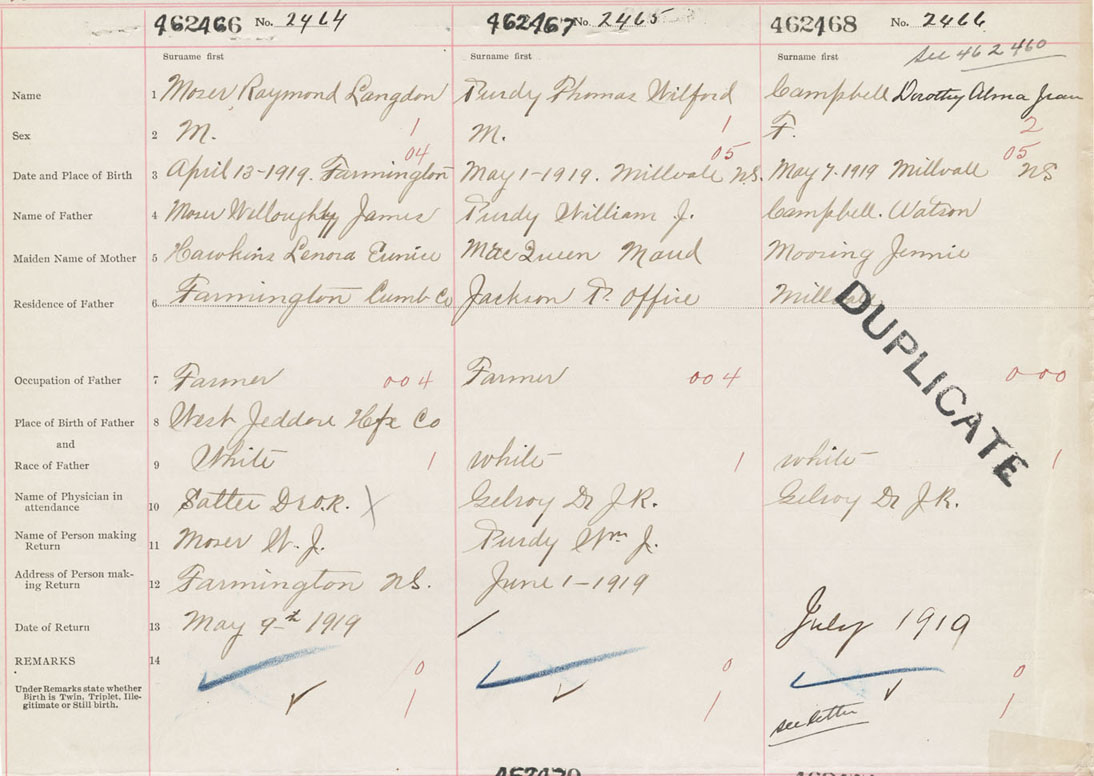 462466 No. 2464 462467 No. 2465 462468 No. 2466
Surname first Surname first Surname first see 462460
Name 1 Moser, Raymond Langdon Purdy Thomas Wilford Campbell Dorothy Alma Jean
Sex 2 M. 1 M. 1 F. 2
04 05 05
Date and Place of Birth 3 April 13-1919. Farmington May 1-1919. Millvale N.S. May 7.1919 Millvale NS
Name of Father 4 Moser Willoughby James Purdy William J. Campbell. Watson
Maiden Name of Mother 5 Hawkins Lenora Eunice MacQueen Maud Mooring Jennie
Residence of Father 6 Farmington Cumb Co Jackson P. Office Millvale
DUPLICATE
Occupation of Father 7 Farmer 004 Farmer 004 000
Place of Birth of Father 8 West Jeddore Hfx Co
and
Race of Father 9 White 1 white 1 white 1
Name of Physician in
attendance 10 Dr. X Gilroy Dr J.R. Gilroy Dr J.R.
Name of Person making
Return 11 Moser W. J. Purdy Wm J.
Address of Person mak-
ing Return 12 Farmington N.S. June 1-1919
Date of Return 13 May 9th 1919 / July 1919
REMARKS 14 0 0 0
Under Remarks state whether
Birth is Twin, Triplet, Ille-
gitimate or Still birth. 1 1 1
see letter
462470